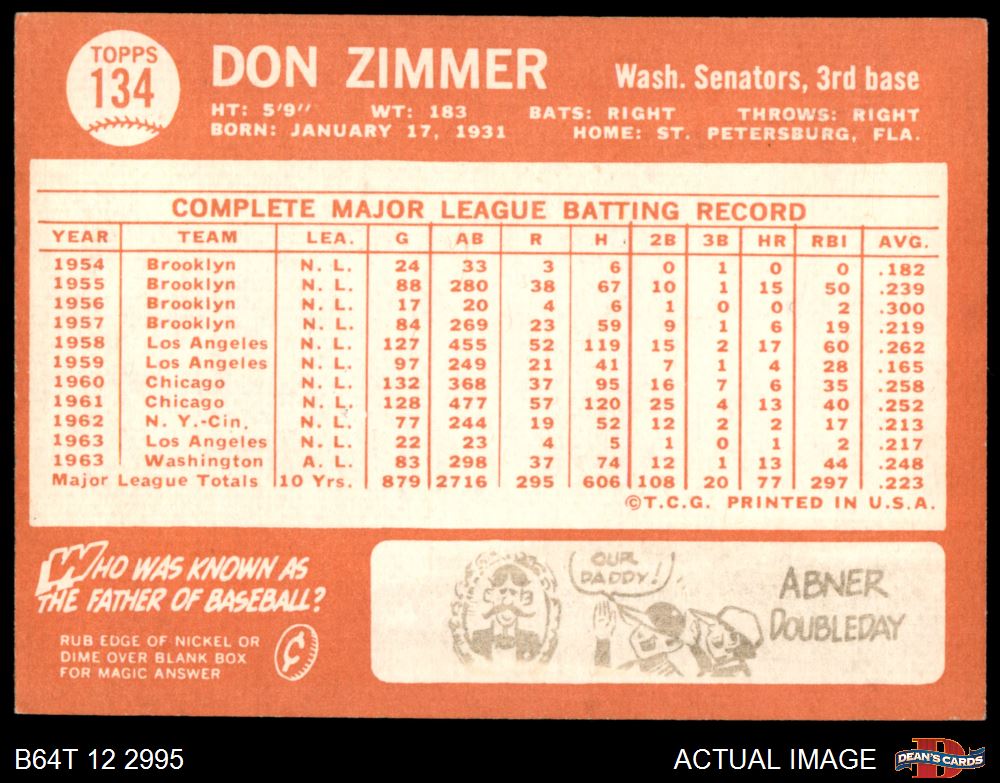 TOPPS
134
DON ZIMMER
Wash. Senators, 3rd base
HT: 5'9" WT: 183 BATS: RIGHT THROWS: RIGHT
BORN: JANUARY 17, 1931 HOME: ST. PETERSBURG, FLA.
COMPLETE MAJOR LEAGUE BATTING RECORD
YEAR TEAM LEA. G AB R H 2B 3B HR RBI AVG.
1954 Brooklyn N. L. 24 33 3 6 0 1 0 0 .182
1955 Brooklyn N. L. 88 280 38 67 10 1 15 50 .239
1956 Brooklyn N. L. 17 20 4 6 1 0 0 2 .300
1957 Brooklyn N. L. 84 269 23 59 9 1 6 19 .219
1958 Los Angeles N. L. 127 455 52 119 15 2 17 60 .262
1959 Los Angeles N. L. 97 249 21 41 7 1 4 28 .165
1960 Chicago N. L. 132 368 37 95 16 7 6 35 .258
1961 Chicago N. L. 128 477 57 120 25 4 13 40 .252
1962 N. Y.-Cin. N. L. 77 244 19 52 12 2 2 17 .213
1963 Los Angeles N. L. 22 23 4 5 1 0 1 2 .217
1963 Washington A. L. 83 298 37 74 12 1 13 44 .248
Major League Totals 10 Yrs. 879 2716 295 606 108 20 77 297 .223
©T.C.G. PRINTED IN U.S.A.
WHO WAS KNOWN AS
THE FATHER OF BASEBALL?
RUB EDGE OF NICKEL OR
DIME OVER BLANK BOX
FOR MAGIC ANSWER
¢
OUR
DADDY!
ABNER
DOUBLEDAY
B64T 12 2995
ACTUAL IMAGE
D
DEAN'S CARDS